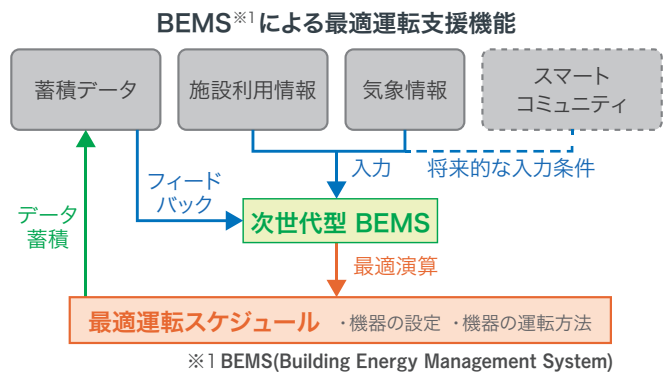 BEMS※1による最適運転支援機能
蓄積データ
施設利用情報
気象情報
スマート
コミュニティ
フィード
バック
入力
将来的な入力条件
データ
蓄積
次世代型 BEMS
最適演算
最適運転スケジュール ・機器の設定 ・機器の運転方法
※1 BEMS(Building Energy Management System)